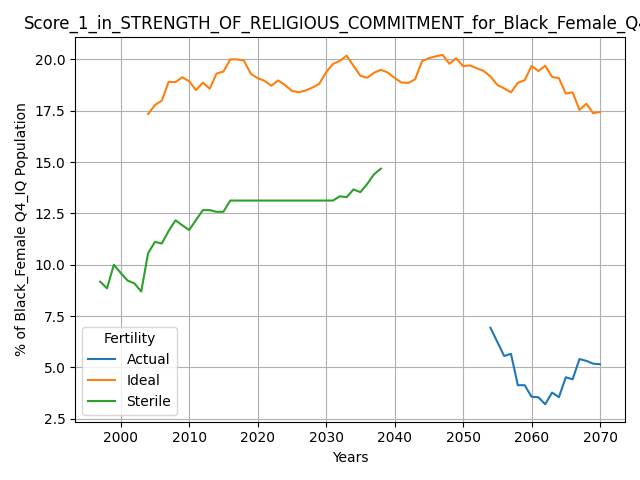 Score_1_in_STRENGTH_OF_RELIGIOUS_COMMITMENT_for_Black_Female_Q4
% of Black_Female Q4_IQ Population
20.0
17.5
15.0
12.5
10.0
7.5
5.0
2.5
Fertility
Actual
Ideal
Sterile
2000 2010 2020 2030 2040 2050 2060 2070
Years